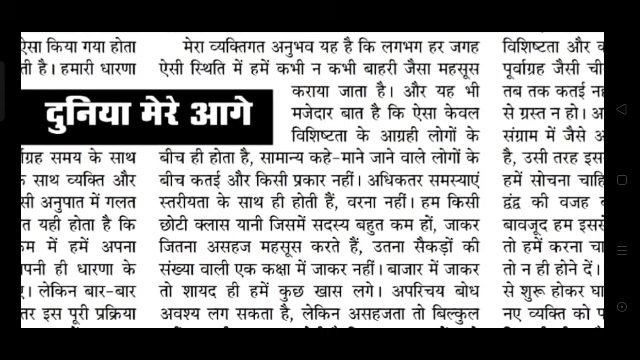 ऐसा किया गया होता
ती है। हमारी धारणा
दुनिया मेरे आगे
ग्रह समय के साथ
साथ व्यक्ति और
सी अनुपात में गलत
त यही होता है कि
में हमें अपना
पनी ही धारणा के
लेकिन बार-बार
इस पूरी प्रक्रिया
मेरा व्यक्तिगत अनुभव यह है कि लगभग हर जगह
ऐसी स्थिति में हमें कभी न कभी बाहरी जैसा महसूस
कराया जाता है। और यह भी
मजेदार बात है कि ऐसा केवल
विशिष्टता के आग्रही लोगों के
बीच ही होता है, सामान्य कहे-माने जाने वाले लोगों के
बीच कतई और किसी प्रकार नहीं। अधिकतर समस्याएं
स्तरीयता के साथ ही होती हैं, वरना नहीं। हम किसी
छोटी क्लास यानी जिसमें सदस्य बहुत कम हों, जाकर
जितना असहज महसूस करते हैं, उतना सैकड़ों की
संख्या वाली एक कक्षा में जाकर नहीं। बाजार में जाकर
तो शायद ही हमें कुछ खास लगे। अपरिचय बोध
अवश्य लग सकता है, लेकिन असहजता तो बिल्कुल
विशिष्टता और
पूर्वाग्रह जैसी
तब तक कतई
से ग्रस्त न हो।
संग्राम में जैसे
है, उसी तरह
हमें सोचना
द्वंद्व की वजह
बावजूद हम इससे
तो हमें करना
तो न ही होने दें।
से शुरू होकर
नए व्यक्ति को